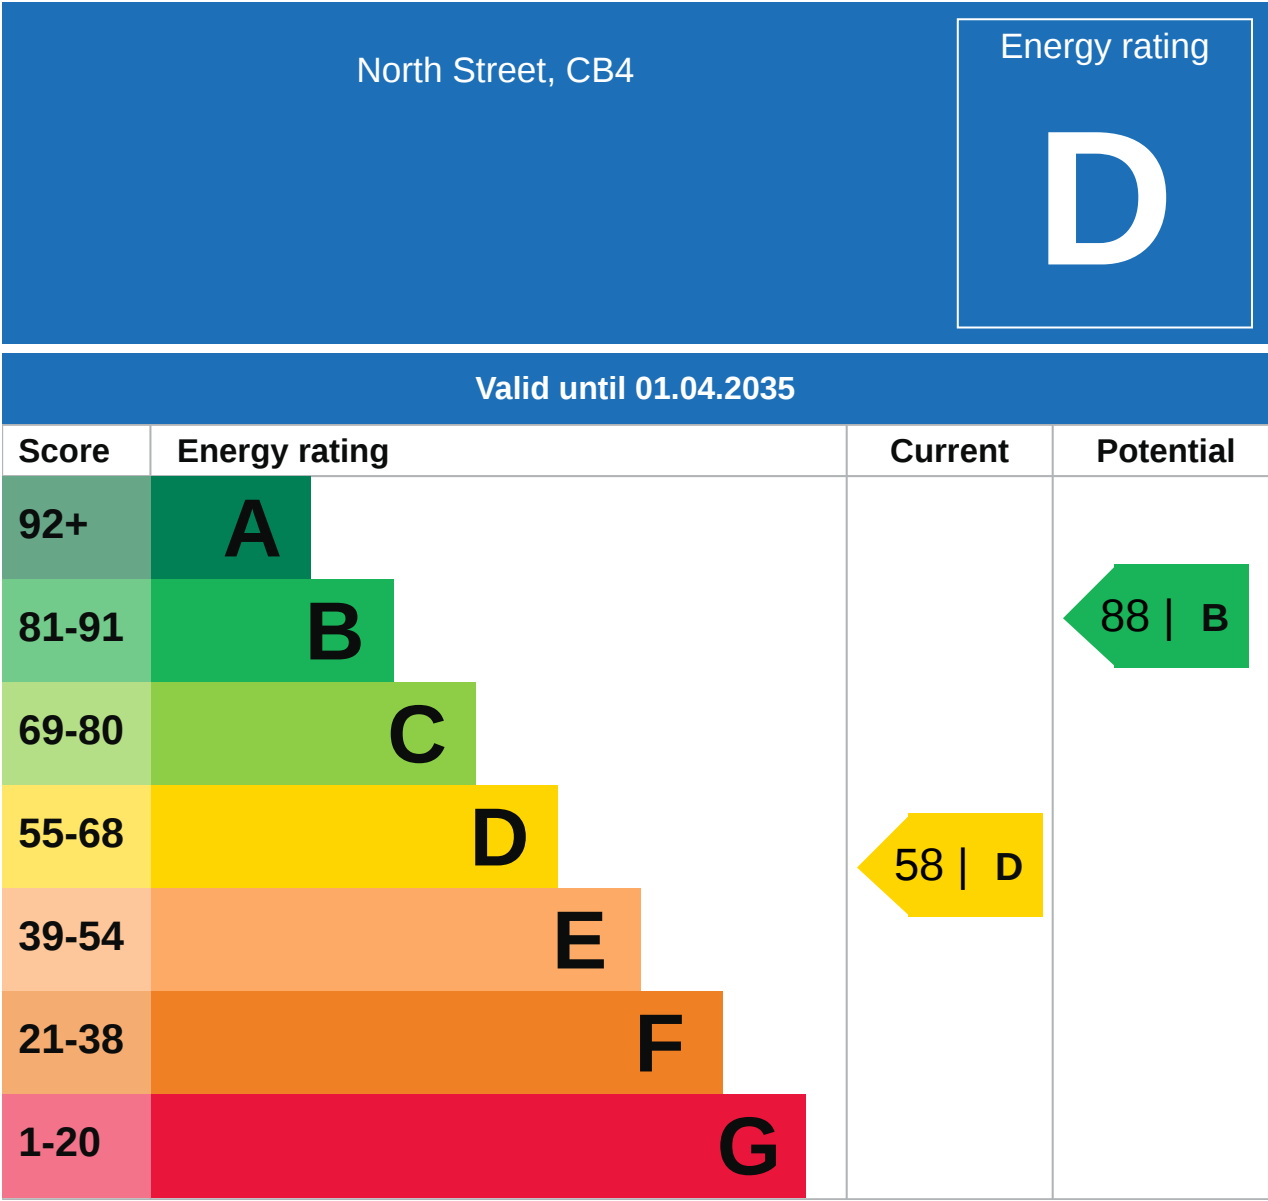 North Street, CB4
Energy rating
D
Valid until 01.04.2035
Score Energy rating Current Potential
92+ A
81-91 B
88 | B
69-80 C
55-68 D
58 | D
39-54 E
21-38 F
1-20 G